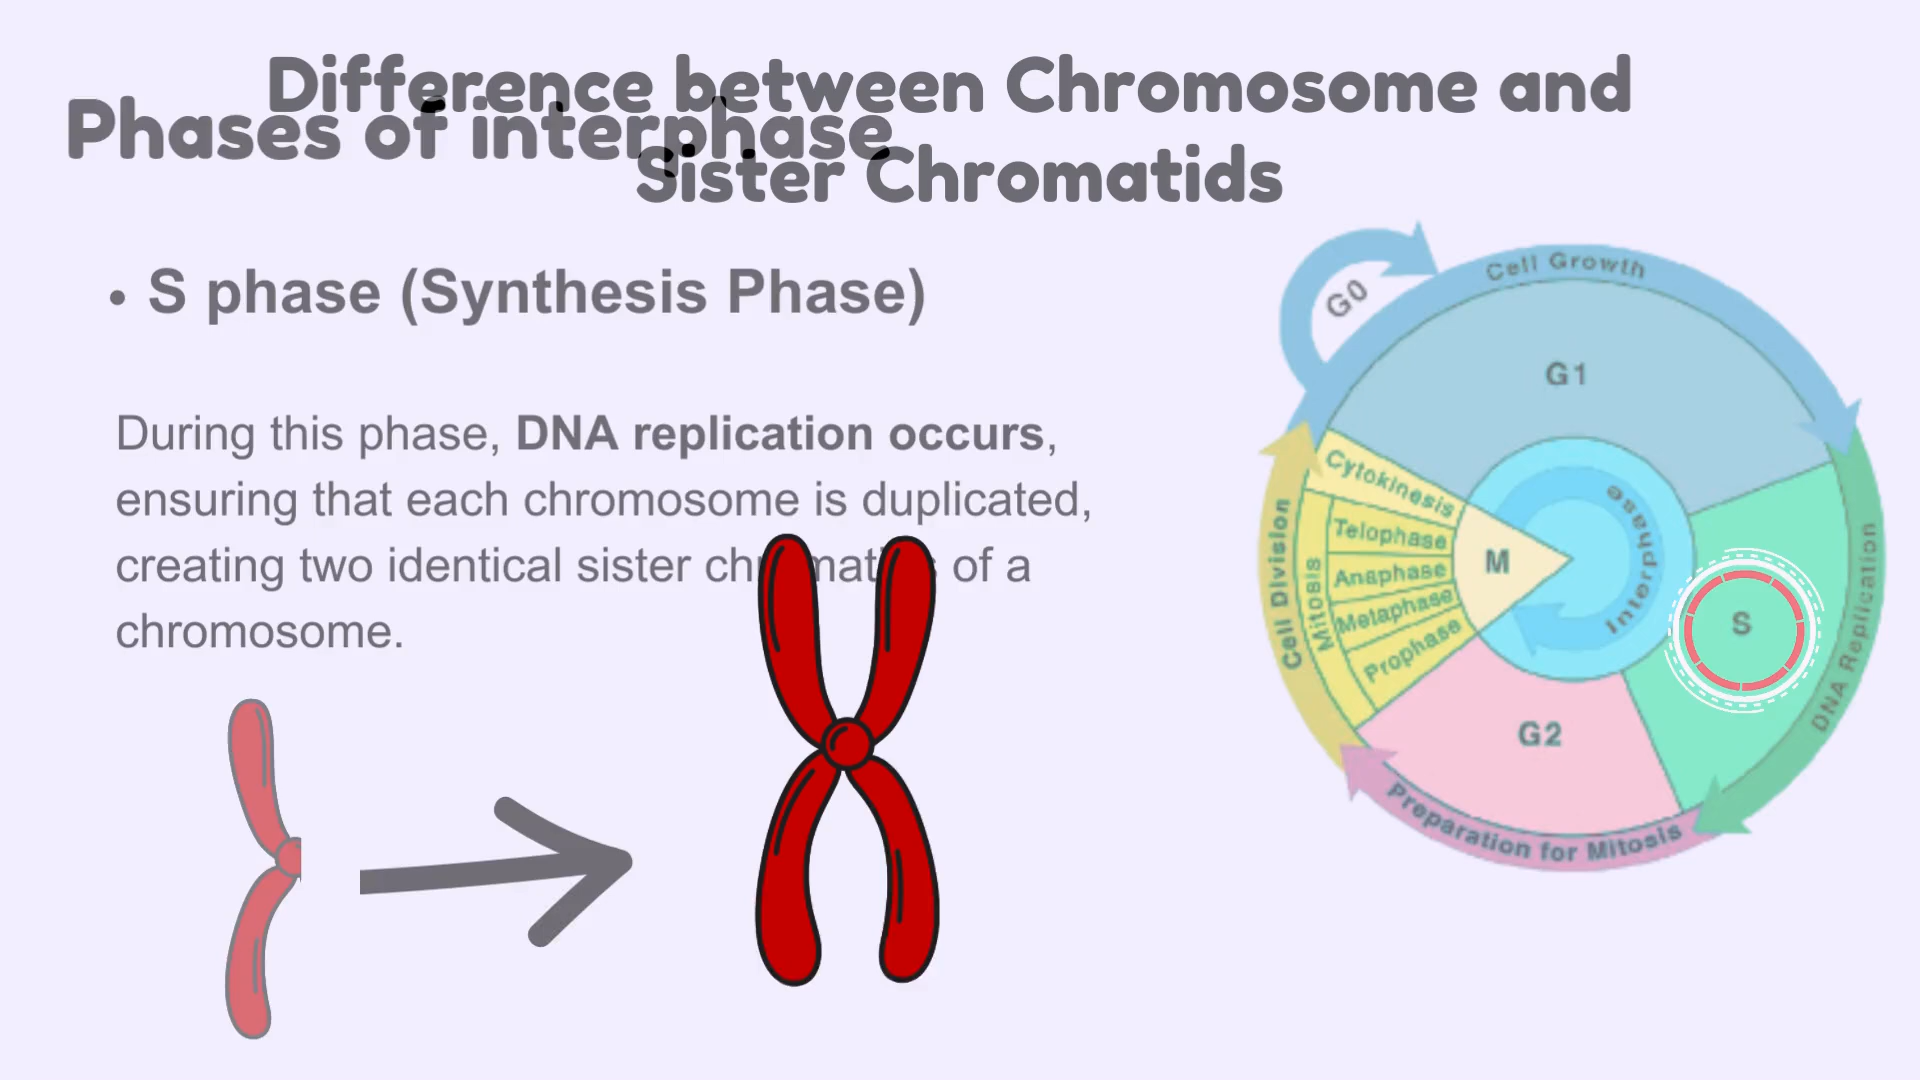 Difference between Chromosome and
Sister Chromatids
Phases of interphase
• S phase (Synthesis Phase)
During this phase, DNA replication occurs,
ensuring that each chromosome is duplicated,
creating two identical sister of a
chromosome.
G0
Cell Growth
G1
Cytokinesis
Telophase
Anaphase
Metaphase
Prophase
Mitosis
Cell Division
M
Interphase
S
DNA Replication
G2
Preparation for Mitosis